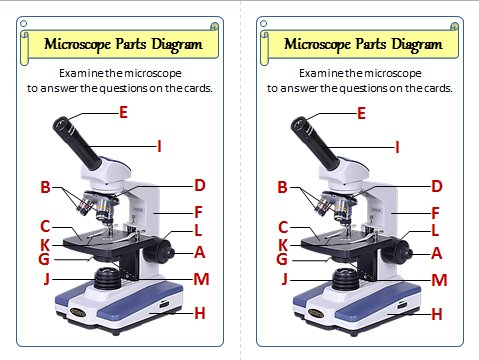 Microscope Parts Diagram
Examine the microscope
to answer the questions on the cards.
E
I
B
D
F
C
L
K
A
G
J
M
H
Microscope Parts Diagram
Examine the microscope
to answer the questions on the cards.
E
I
B
D
F
C
L
K
A
G
J
M
H